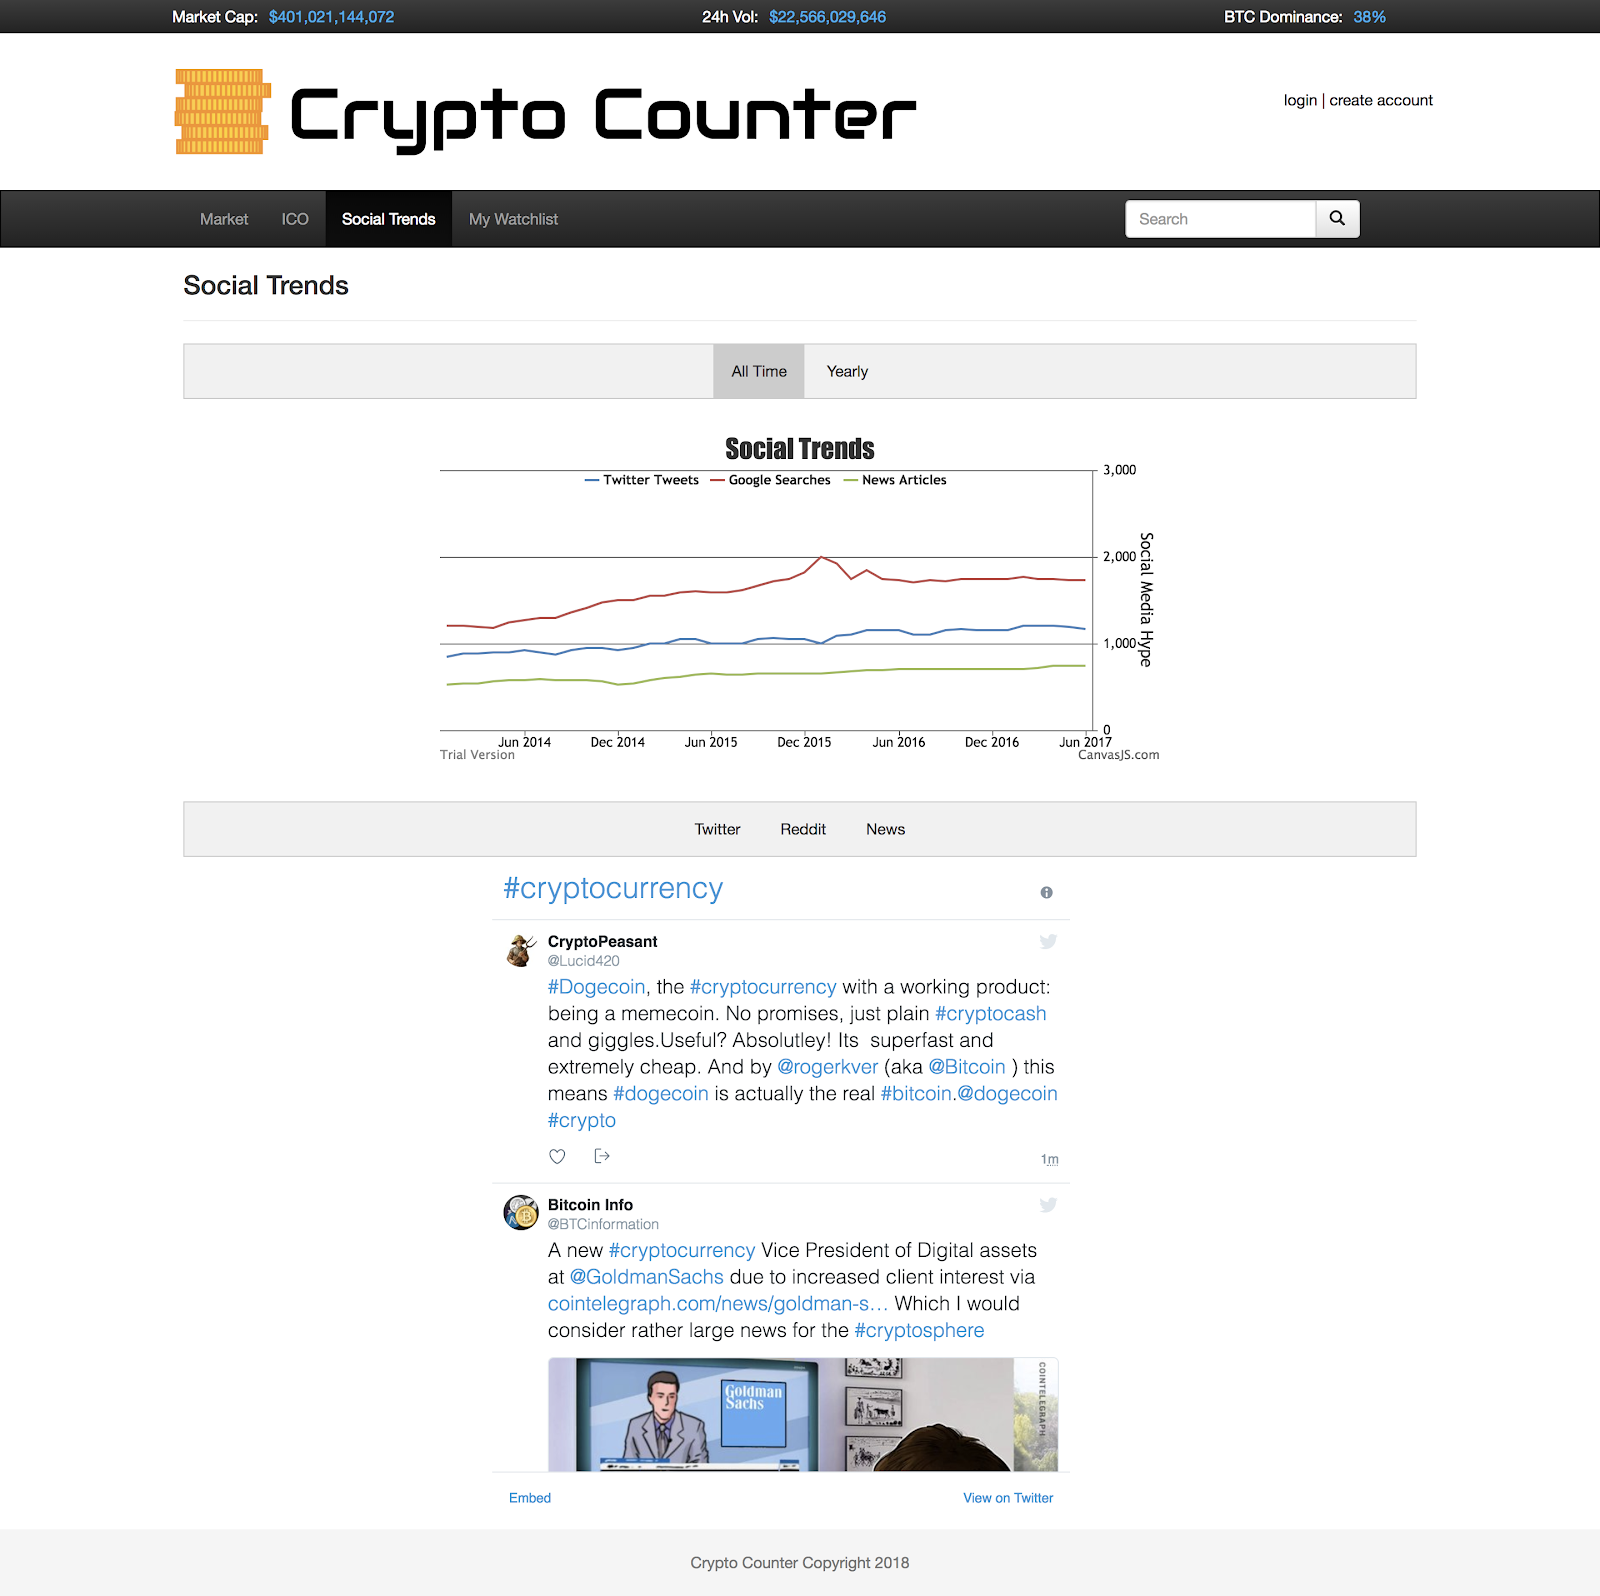 Market Cap: $401,021,144,072 24h Vol: $22,566,029,646 BTC Dominance: 38%
Crypto Counter
login | create account
Market ICO Social Trends My Watchlist Search
Social Trends
All Time Yearly
Social Trends
Twitter Tweets Google Searches News Articles
3,000
2,000
1,000
0
Social Media Hype
Jun 2014 Dec 2014 Jun 2015 Dec 2015 Jun 2016 Dec 2016 Jun 2017
Trial Version CanvasJS.com
Twitter Reddit News
#cryptocurrency
CryptoPeasant
@Lucid420
#Dogecoin, the #cryptocurrency with a working product:
being a memecoin. No promises, just plain #cryptocash
and giggles.Useful? Absolutley! Its  superfast and
extremely cheap. And by @rogerkver (aka @Bitcoin ) this
means #dogecoin is actually the real #bitcoin.@dogecoin
#crypto
1m
Bitcoin Info
@BTCinformation
A new #cryptocurrency Vice President of Digital assets
at @GoldmanSachs due to increased client interest via
cointelegraph.com/news/goldman-s… Which I would
consider rather large news for the #cryptosphere
Goldman
Sachs
COINTELEGRAPH
Embed View on Twitter
Crypto Counter Copyright 2018